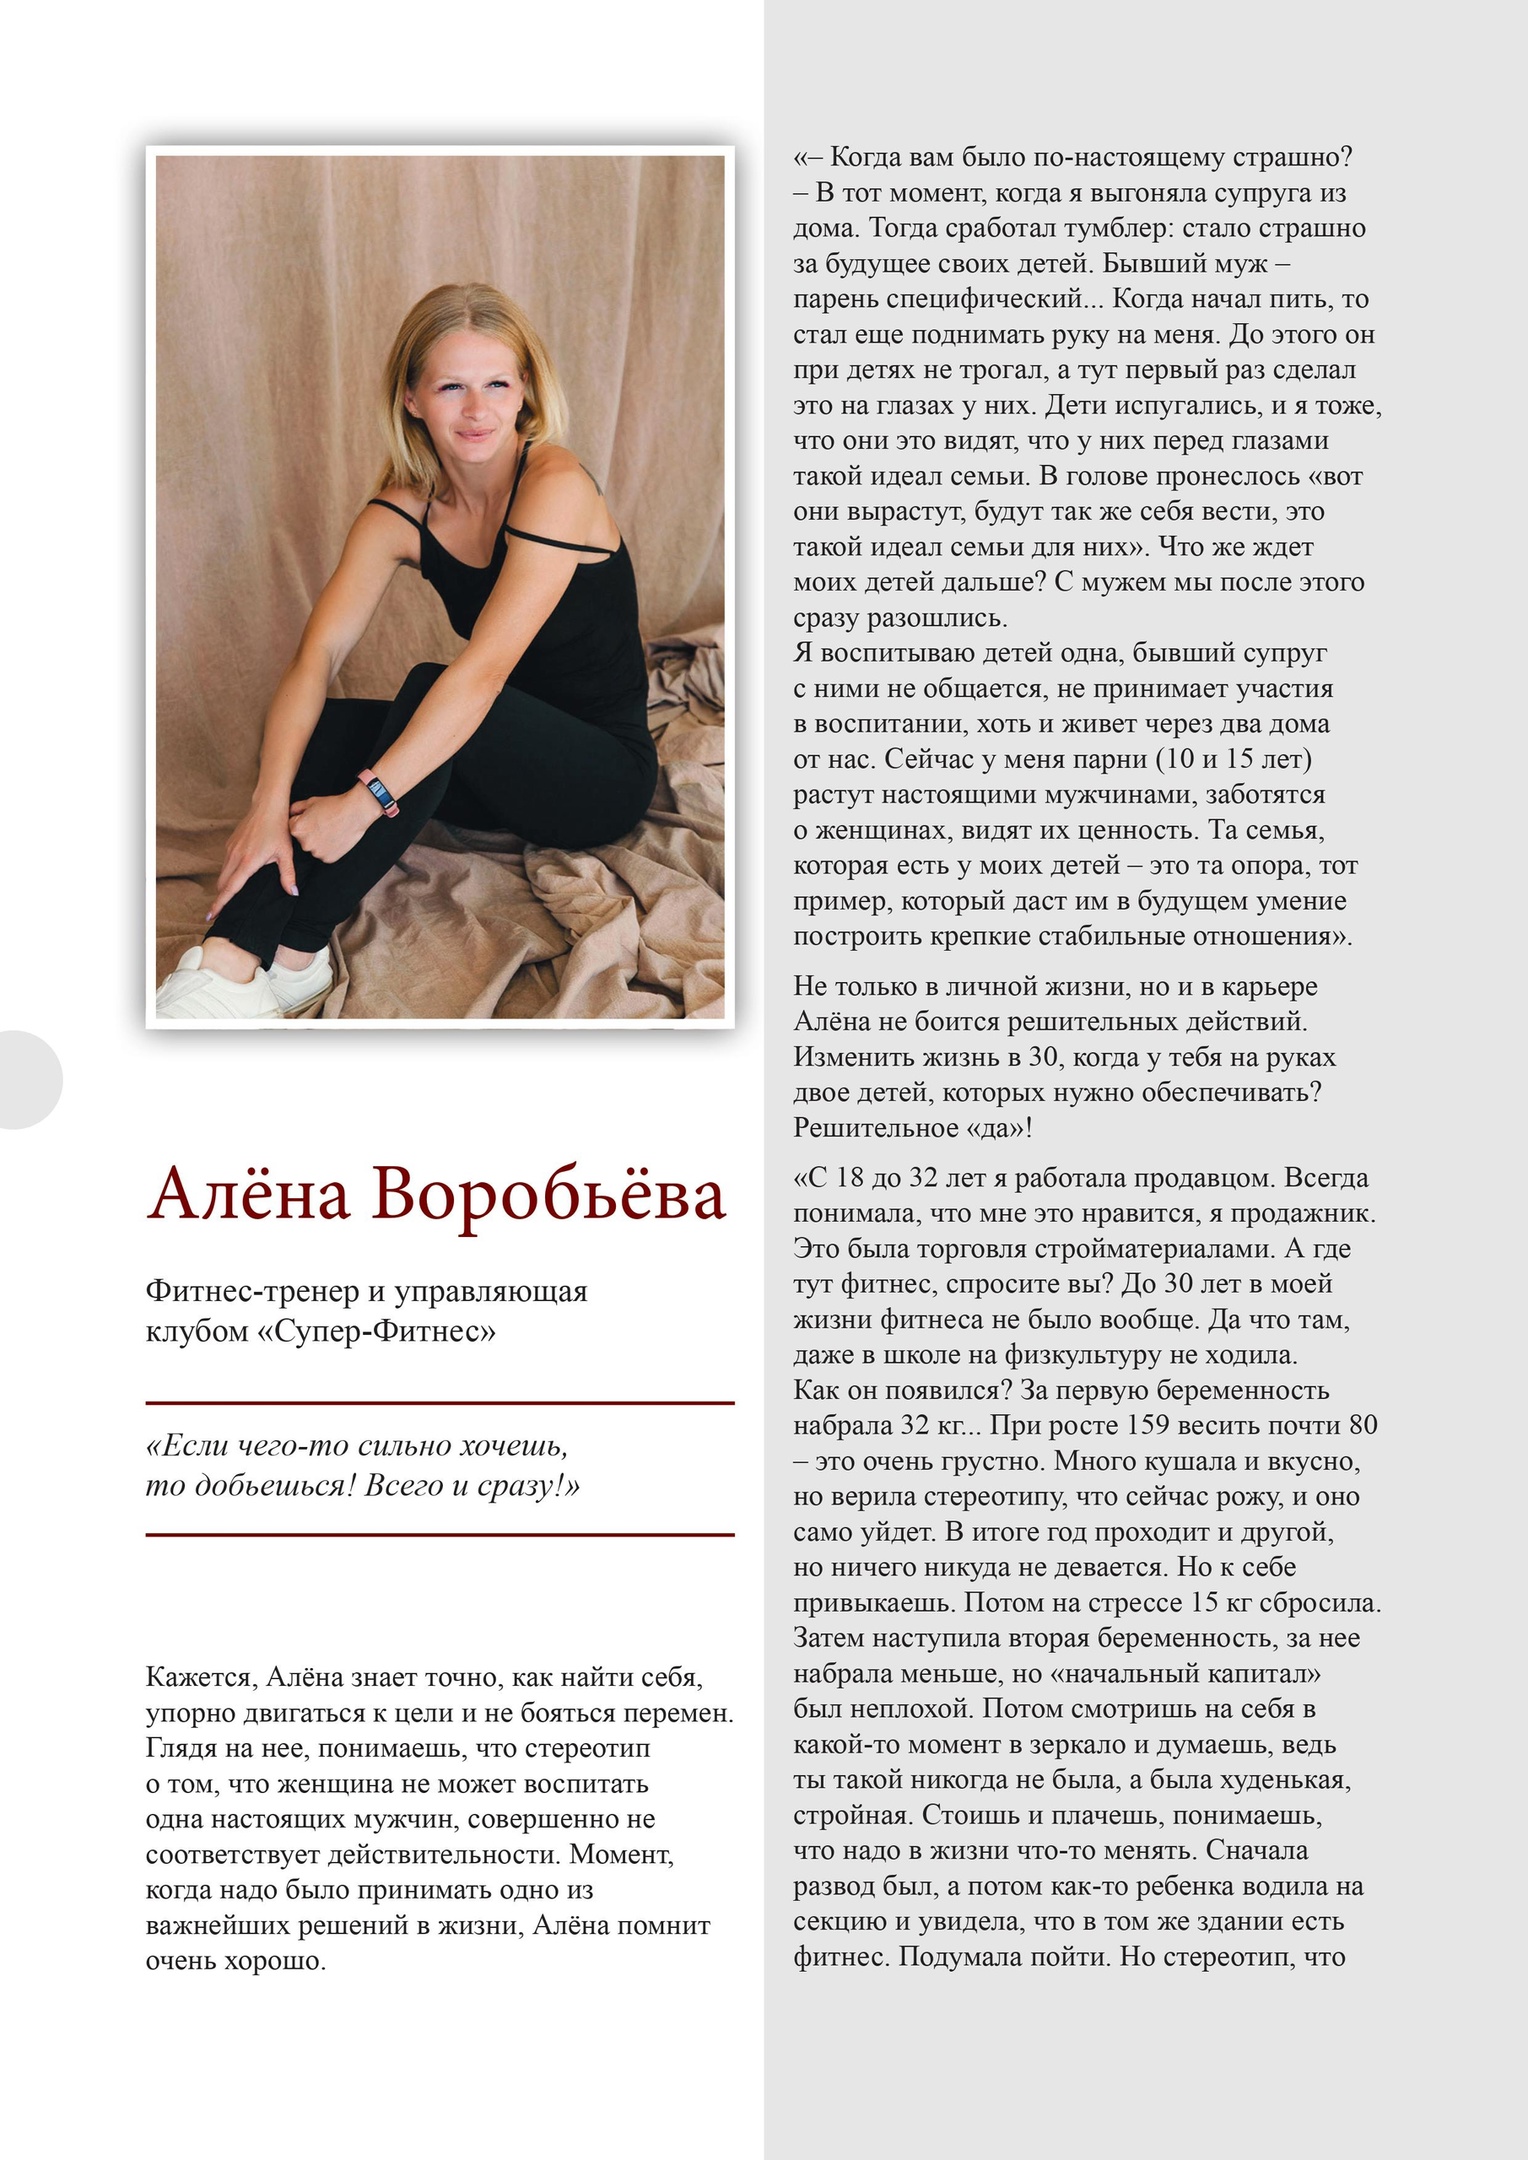 Алёна Воробьёва
Фитнес-тренер и управляющая
клубом «Супер-Фитнес»
«Если чего-то сильно хочешь,
то добьешься! Всего и сразу!»
Кажется, Алёна знает точно, как найти себя,
упорно двигаться к цели и не бояться перемен.
Глядя на нее, понимаешь, что стереотип
о том, что женщина не может воспитать
одна настоящих мужчин, совершенно не
соответствует действительности. Момент,
когда надо было принимать одно из
важнейших решений в жизни, Алёна помнит
очень хорошо.
«– Когда вам было по-настоящему страшно?
– В тот момент, когда я выгоняла супруга из
дома. Тогда сработал тумблер: стало страшно
за будущее своих детей. Бывший муж –
парень специфический... Когда начал пить, то
стал еще поднимать руку на меня. До этого он
при детях не трогал, а тут первый раз сделал
это на глазах у них. Дети испугались, и я тоже,
что они это видят, что у них перед глазами
такой идеал семьи. В голове пронеслось «вот
они вырастут, будут так же себя вести, это
такой идеал семьи для них». Что же ждет
моих детей дальше? С мужем мы после этого
сразу разошлись.
Я воспитываю детей одна, бывший супруг
с ними не общается, не принимает участия
в воспитании, хоть и живет через два дома
от нас. Сейчас у меня парни (10 и 15 лет)
растут настоящими мужчинами, заботятся
о женщинах, видят их ценность. Та семья,
которая есть у моих детей – это та опора, тот
пример, который даст им в будущем умение
построить крепкие стабильные отношения».
Не только в личной жизни, но и в карьере
Алёна не боится решительных действий.
Изменить жизнь в 30, когда у тебя на руках
двое детей, которых нужно обеспечивать?
Решительное «да»!
«С 18 до 32 лет я работала продавцом. Всегда
понимала, что мне это нравится, я продажник.
Это была торговля стройматериалами. А где
тут фитнес, спросите вы? До 30 лет в моей
жизни фитнеса не было вообще. Да что там,
даже в школе на физкультуру не ходила.
Как он появился? За первую беременность
набрала 32 кг... При росте 159 весить почти 80
– это очень грустно. Много кушала и вкусно,
но верила стереотипу, что сейчас рожу, и оно
само уйдет. В итоге год проходит и другой,
но ничего никуда не девается. Но к себе
привыкаешь. Потом на стрессе 15 кг сбросила.
Затем наступила вторая беременность, за нее
набрала меньше, но «начальный капитал»
был неплохой. Потом смотришь на себя в
какой-то момент в зеркало и думаешь, ведь
ты такой никогда не была, а была худенькая,
стройная. Стоишь и плачешь, понимаешь,
что надо в жизни что-то менять. Сначала
развод был, а потом как-то ребенка водила на
секцию и увидела, что в том же здании есть
фитнес. Подумала пойти. Но стереотип, что